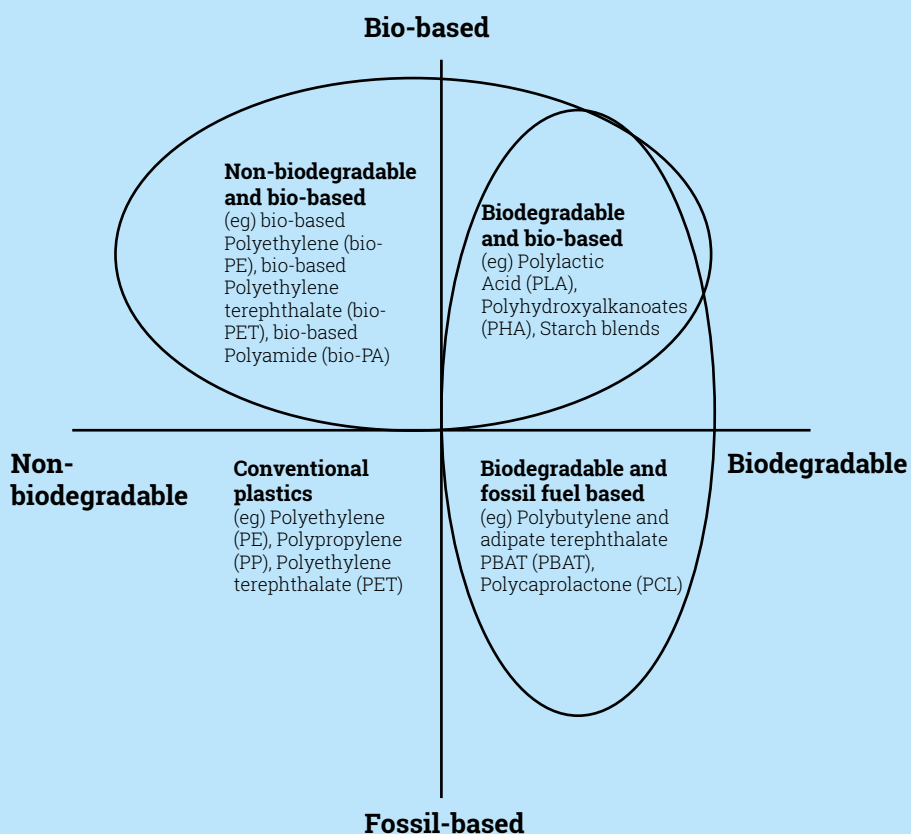 Bio-based
Non-biodegradable
and bio-based
(eg) bio-based
Polyethylene (bio-
PE), bio-based
Polyethylene
terephthalate (bio-
PET), bio-based
Polyamide (bio-PA)
Biodegradable
and bio-based
(eg) Polylactic
Acid (PLA),
Polyhydroxyalkanoates
(PHA), Starch blends
Non-
biodegradable
Conventional
plastics
(eg) Polyethylene
(PE), Polypropylene
(PP), Polyethylene
terephthalate (PET)
Biodegradable and
fossil fuel based
(eg) Polybutylene and
adipate terephthalate
PBAT (PBAT),
Polycaprolactone (PCL)
Biodegradable
Fossil-based